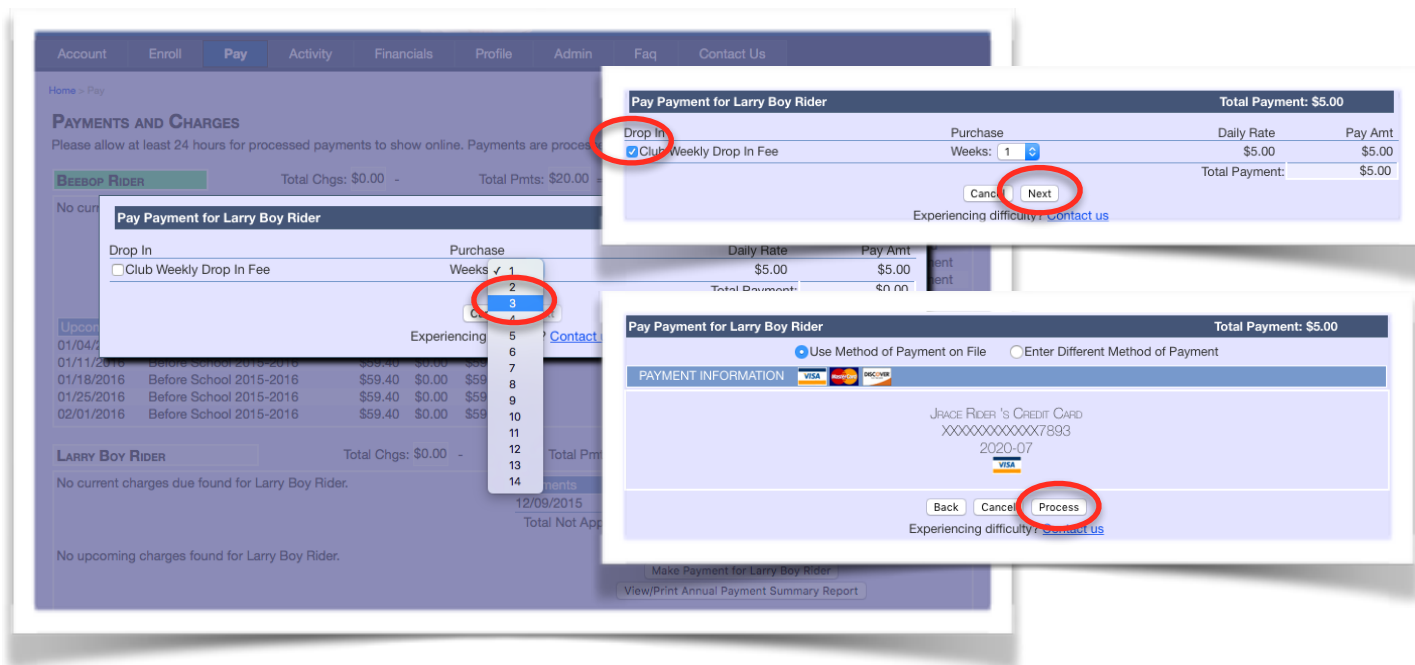 Account Enroll Pay Activity Financials Profile Admin Faq Contact Us
Home > Pay
PAYMENTS AND CHARGES
Please allow at least 24 hours for processed payments to show online. Payments are
BEEBOP RIDER Total Chgs: $0.00 - Total Pmts: $20.00 =
No
Pay Payment for Larry Boy Rider
Drop In Purchase Daily Rate Pay Amt
Club Weekly Drop In Fee Weeks ✓ 1 $5.00 $5.00
2 Total Payment: $0.00
3
4
5 Experiencing ? Contact
6
7
8
9
10
11
12
13
14
01/11/2016 Before School 2015-2016 $59.40 $0.00
01/18/2016 Before School 2015-2016 $59.40 $0.00
01/25/2016 Before School 2015-2016 $59.40 $0.00
02/01/2016 Before School 2015-2016 $59.40 $0.00
LARRY BOY RIDER Total Chgs: $0.00 - Total
No current charges due found for Larry Boy Rider.
12/09/2015
Total Not
No upcoming charges found for Larry Boy Rider.
Make Payment for Larry Boy Rider
View/Print Annual Payment Summary Report
Pay Payment for Larry Boy Rider Total Payment: $5.00
Drop In Purchase Daily Rate Pay Amt
Club Weekly Drop In Fee Weeks: 1 $5.00 $5.00
Total Payment: $5.00
Cancel Next
Experiencing difficulty? Contact us
Pay Payment for Larry Boy Rider Total Payment: $5.00
Use Method of Payment on File Enter Different Method of Payment
PAYMENT INFORMATION VISA MasterCard DISCOVER
JRACE RIDER 'S CREDIT CARD
XXXXXXXXXXXX7893
2020-07
VISA
Back Cancel Process
Experiencing difficulty? Contact us